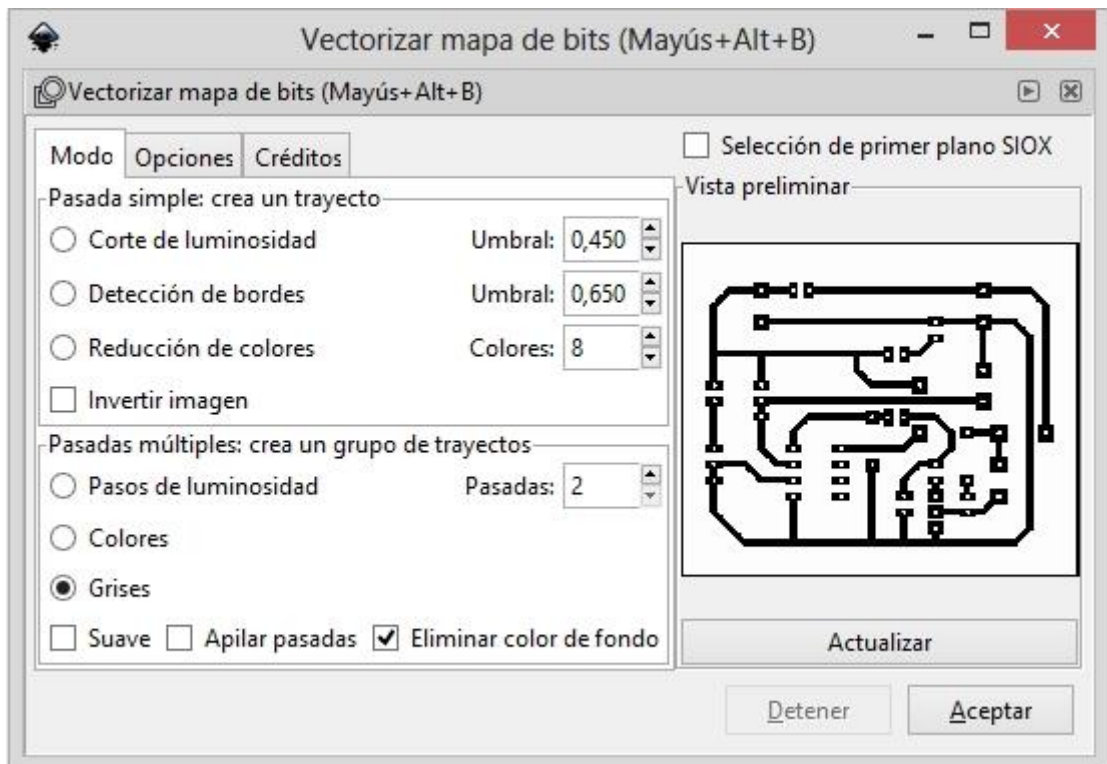 Vectorizar mapa de bits (Mayús+Alt+B)
Vectorizar mapa de bits (Mayús+Alt+B)
Modo Opciones Créditos
Selección de primer plano SIOX
Pasada simple: crea un trayecto
Corte de luminosidad Umbral: 0,450
Detección de bordes Umbral: 0,650
Reducción de colores Colores: 8
Invertir imagen
Pasadas múltiples: crea un grupo de trayectos
Pasos de luminosidad Pasadas: 2
Colores
Grises
Suave Apilar pasadas Eliminar color de fondo
Vista preliminar
Actualizar
Detener Aceptar